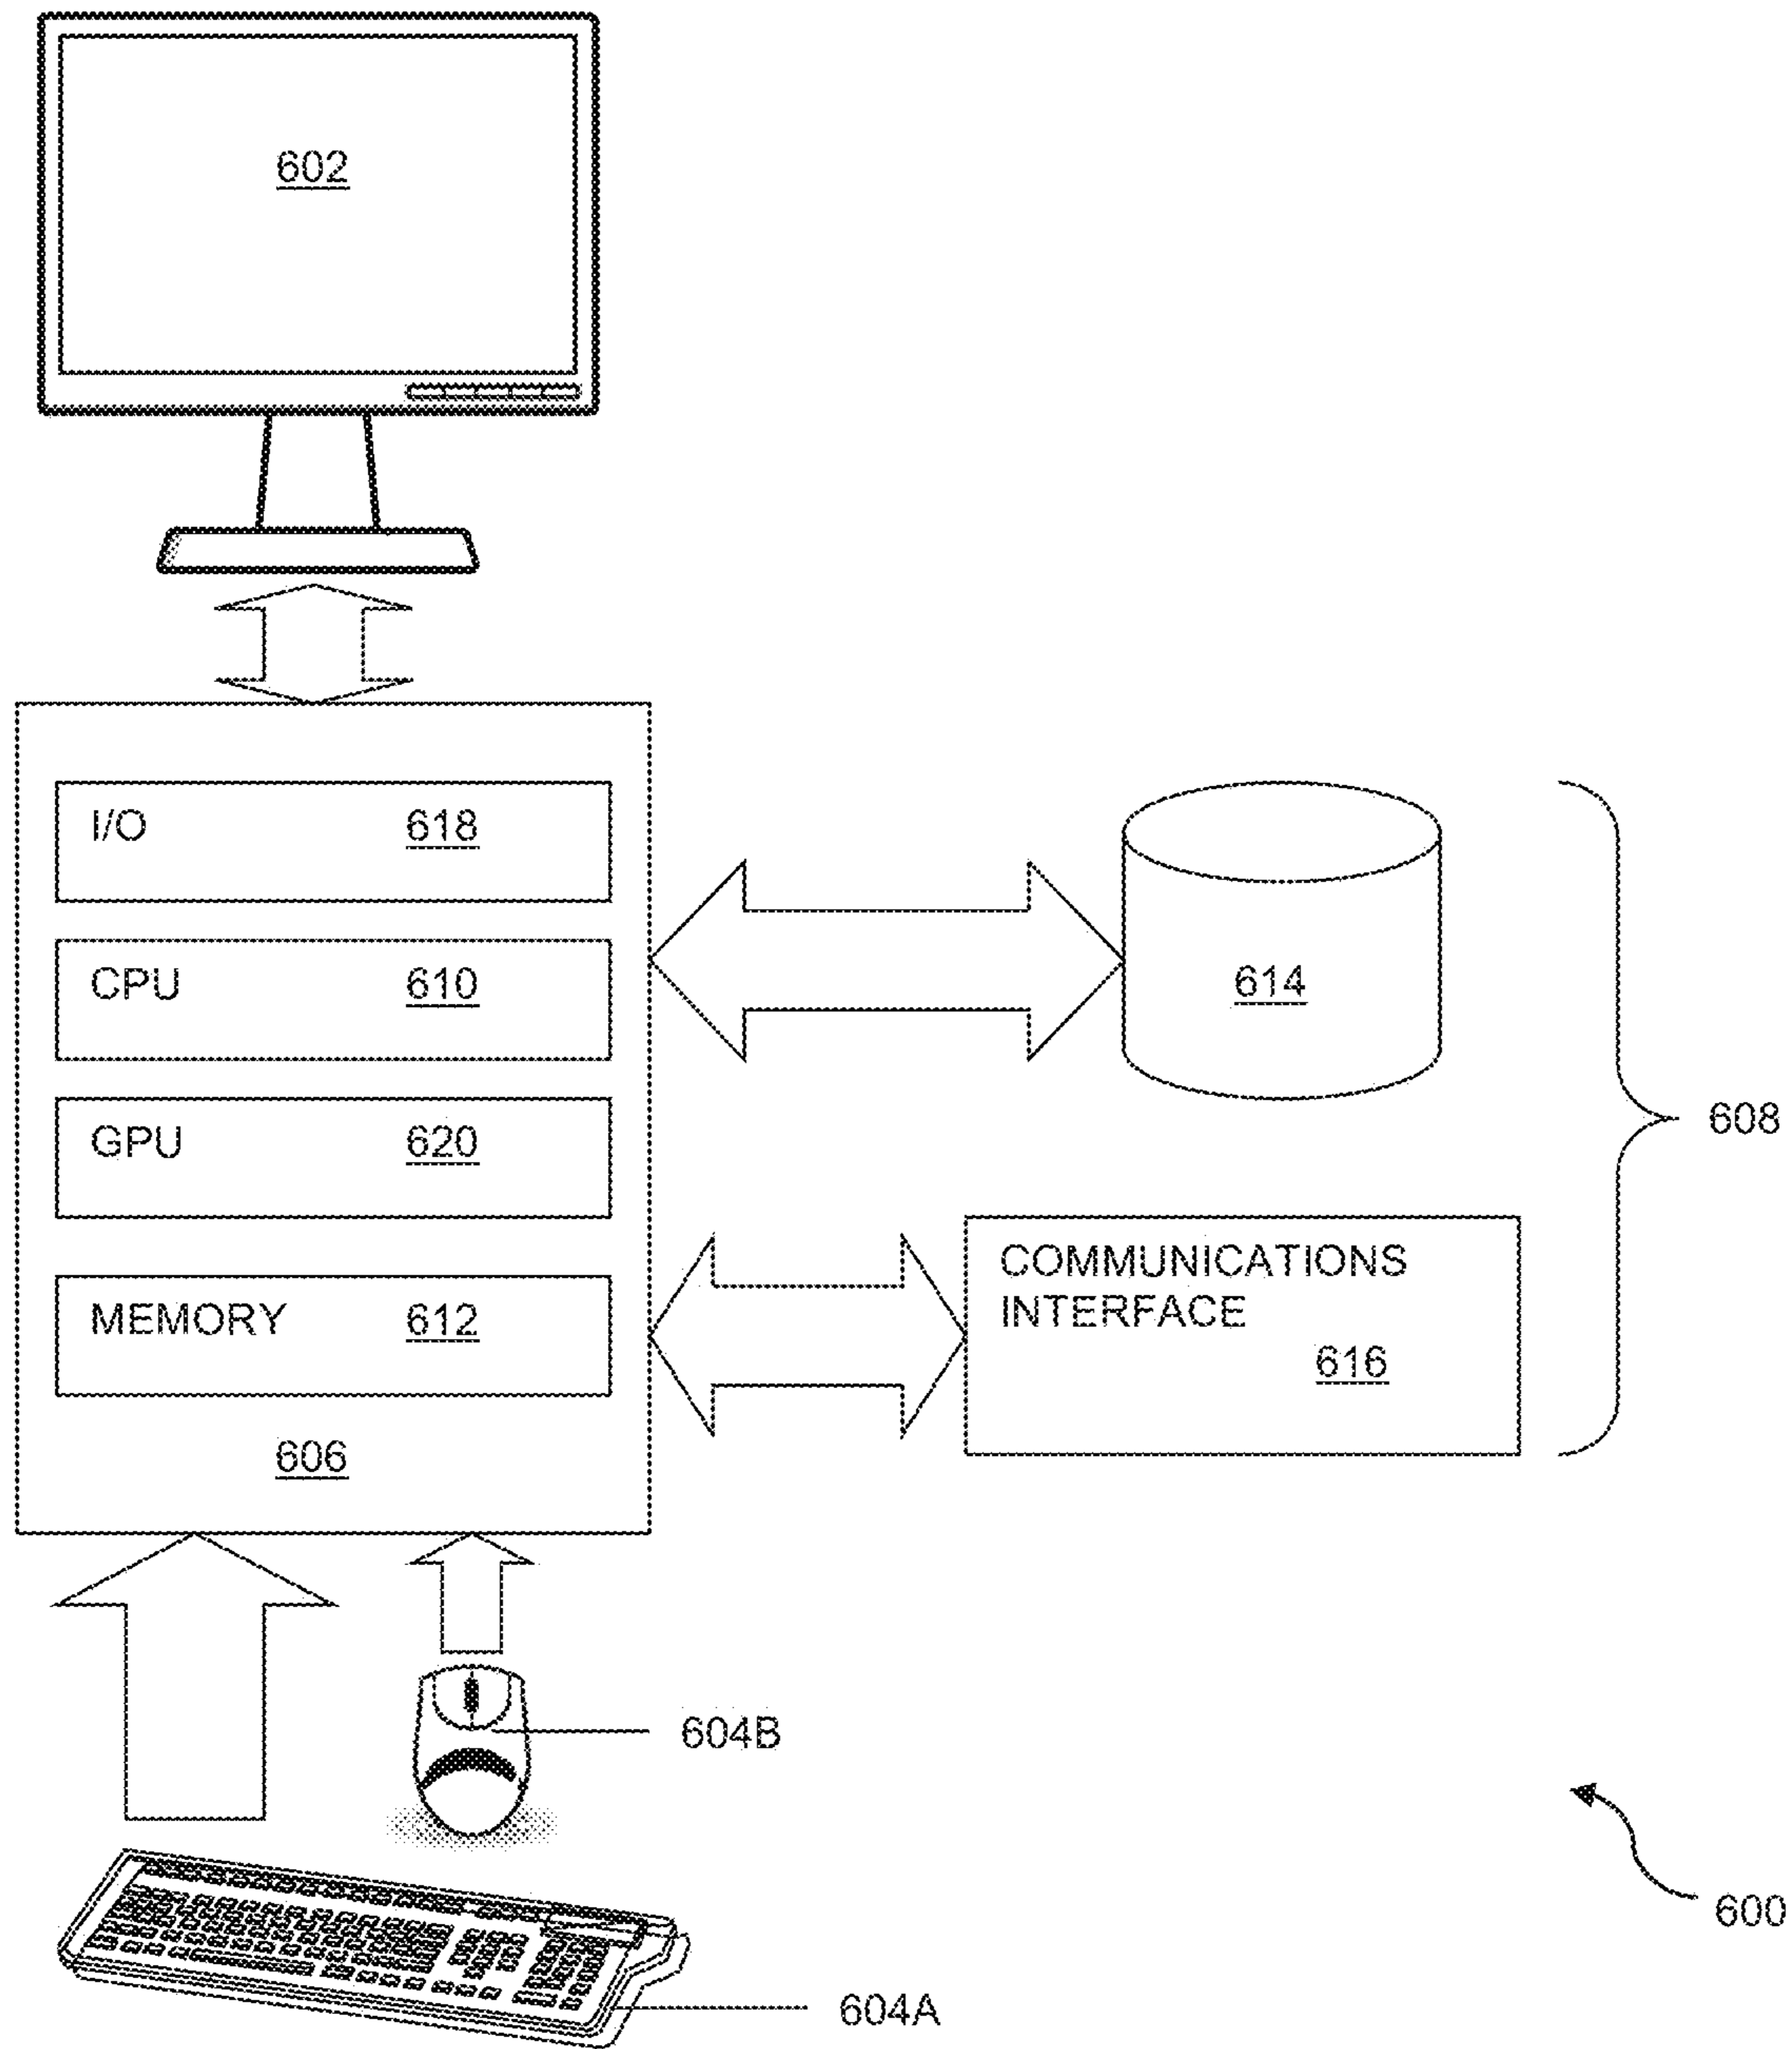 602
I/O 618
CPU 610
GPU 620
MEMORY 612
606
614
COMMUNICATIONS
INTERFACE
616
608
604B
604A
600